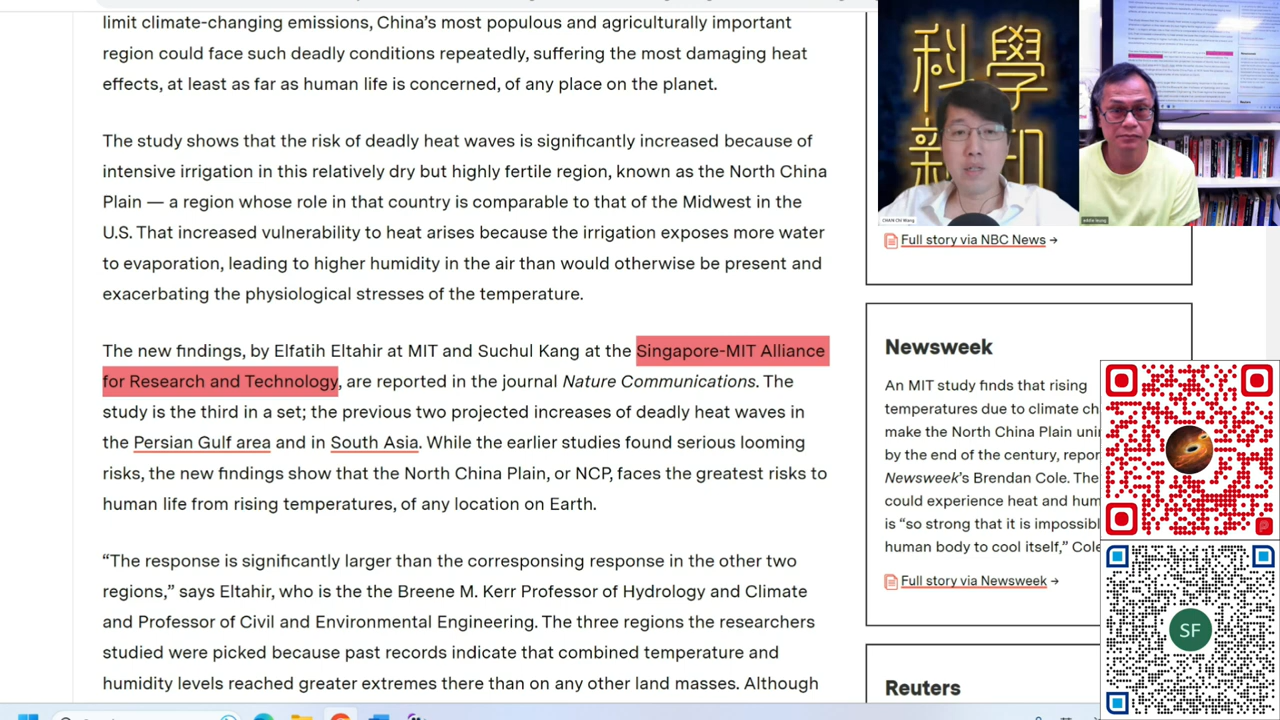 limit climate-changing emissions, China's most populous and agriculturally important
region could face such deadly conditions repeatedly, suffering the most damaging heat
effects, at least as far as human life is concerned, of any place on the planet.
The study shows that the risk of deadly heat waves is significantly increased because of
intensive irrigation in this relatively dry but highly fertile region, known as the North China
Plain — a region whose role in that country is comparable to that of the Midwest in the
U.S. That increased vulnerability to heat arises because the irrigation exposes more water
to evaporation, leading to higher humidity in the air than would otherwise be present and
exacerbating the physiological stresses of the temperature.
The new findings, by Elfatih Eltahir at MIT and Suchul Kang at the Singapore-MIT Alliance
for Research and Technology, are reported in the journal Nature Communications. The
study is the third in a set; the previous two projected increases of deadly heat waves in
the Persian Gulf area and in South Asia. While the earlier studies found serious looming
risks, the new findings show that the North China Plain, or NCP, faces the greatest risks to
human life from rising temperatures, of any location on Earth.
“The response is significantly larger than the corresponding response in the other two
regions,” says Eltahir, who is the the Breene M. Kerr Professor of Hydrology and Climate
and Professor of Civil and Environmental Engineering. The three regions the researchers
studied were picked because past records indicate that combined temperature and
humidity levels reached greater extremes there than on any other land masses. Although
我 學
新
CHAN Chi Wang
eddie leung
Full story via NBC News →
Newsweek
An MIT study finds that rising
temperatures due to climate ch
make the North China Plain uni
by the end of the century, repor
Newsweek's Brendan Cole. The
could experience heat and hum
is “so strong that it is impossibl
human body to cool itself,” Cole
Full story via Newsweek →
SF
Reuters